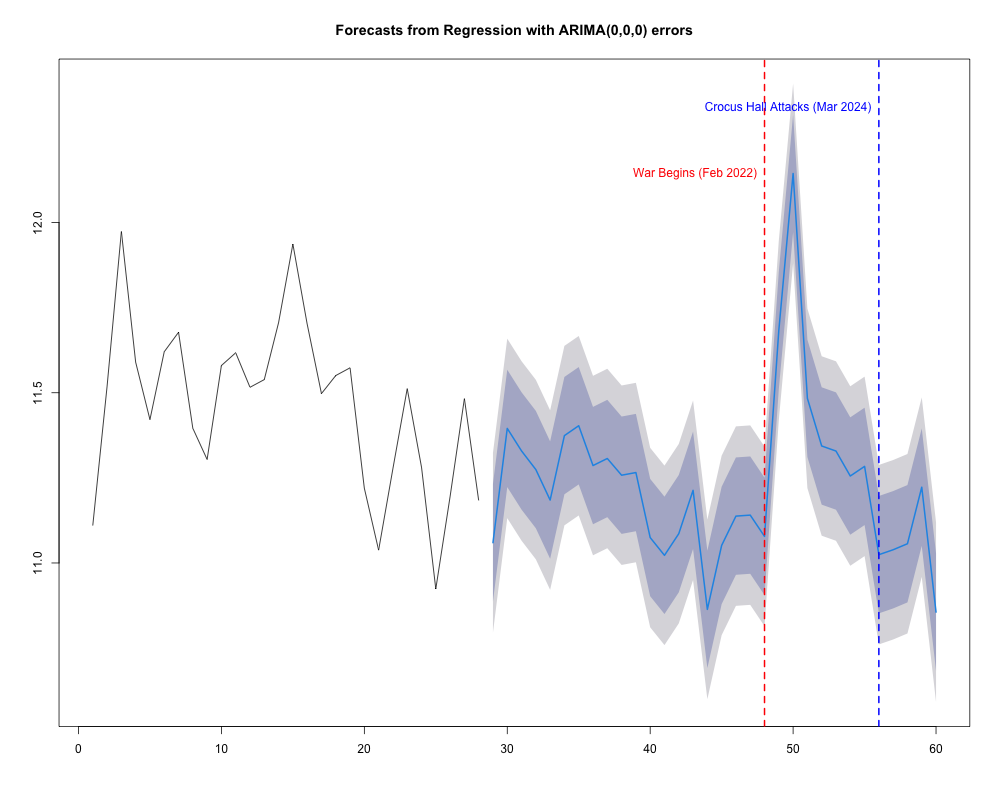 Forecasts from Regression with ARIMA(0,0,0) errors
Crocus Hall Attacks (Mar 2024)
War Begins (Feb 2022)
12.0
11.5
11.0
0 10 20 30 40 50 60